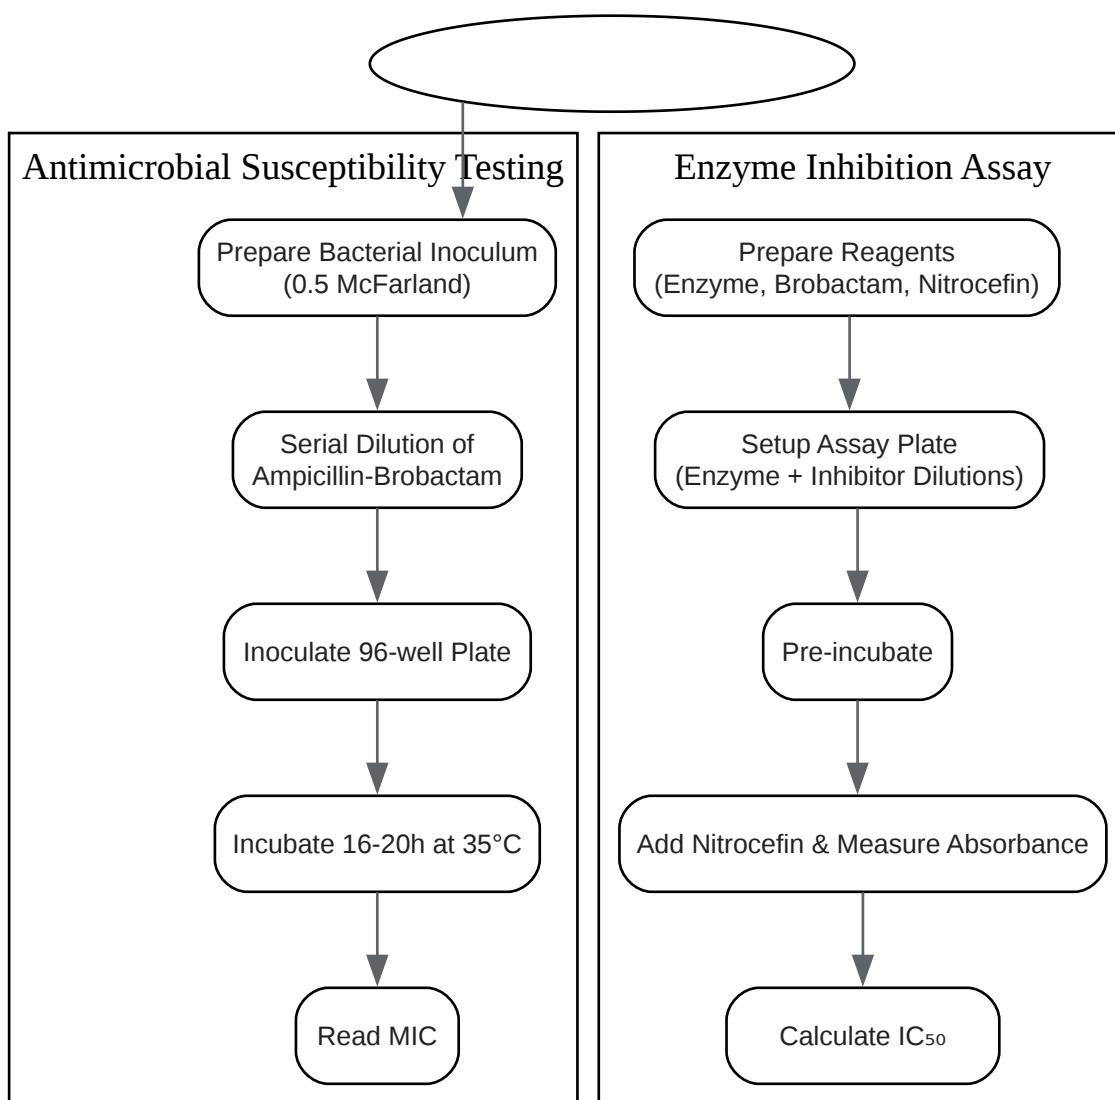 Antimicrobial Susceptibility Testing
Prepare Bacterial Inoculum
(0.5 McFarland)
Serial Dilution of
Ampicillin-Brobactam
Inoculate 96-well Plate
Incubate 16-20h at 35°C
Read MIC
Enzyme Inhibition Assay
Prepare Reagents
(Enzyme, Brobactam, Nitrocefin)
Setup Assay Plate
(Enzyme + Inhibitor Dilutions)
Pre-incubate
Add Nitrocefin & Measure Absorbance
Calculate IC₅₀